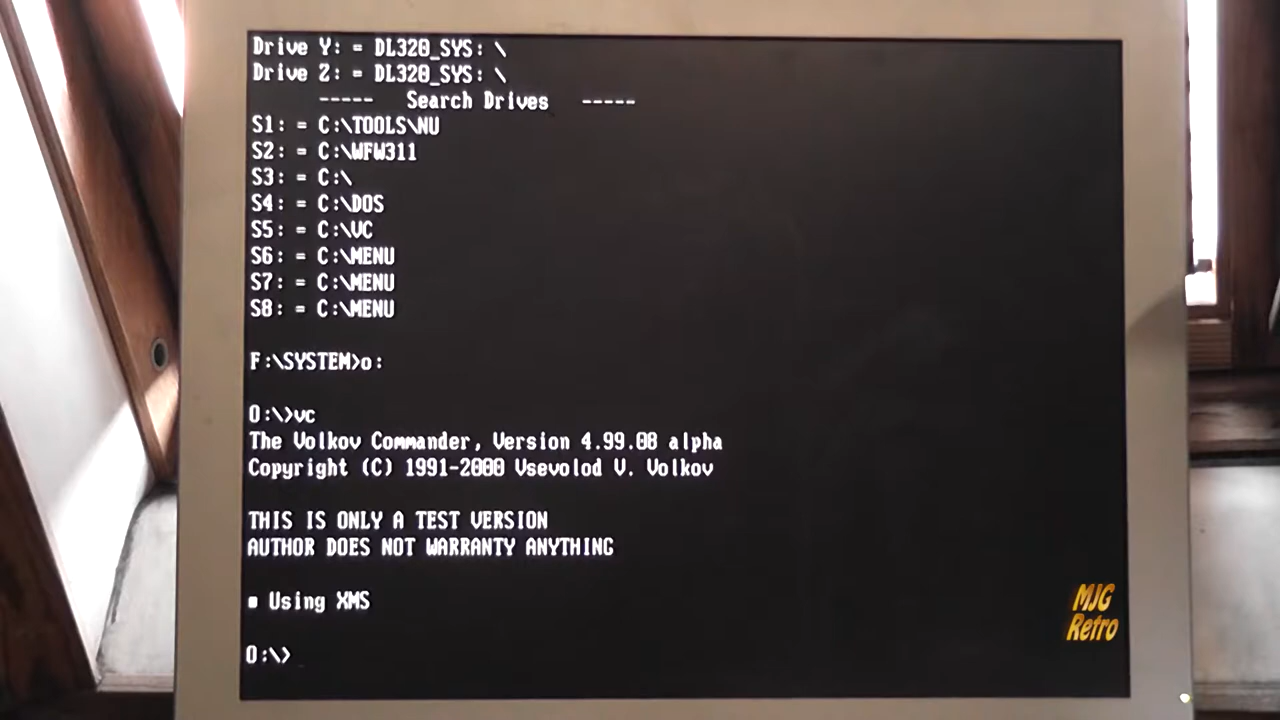 Drive Y: = DL320_SYS: \
Drive Z: = DL320_SYS: \
----- Search Drives -----
S1: = C:\TOOLS\NU
S2: = C:\WFW311
S3: = C:\
S4: = C:\DOS
S5: = C:\VC
S6: = C:\MENU
S7: = C:\MENU
S8: = C:\MENU
F:\SYSTEM>o:
O:\>vc
The Volkov Commander, Version 4.99.08 alpha
Copyright (C) 1991-2000 Vsevolod V. Volkov
THIS IS ONLY A TEST VERSION
AUTHOR DOES NOT WARRANTY ANYTHING
■ Using XMS
O:\>
MJG
Retro